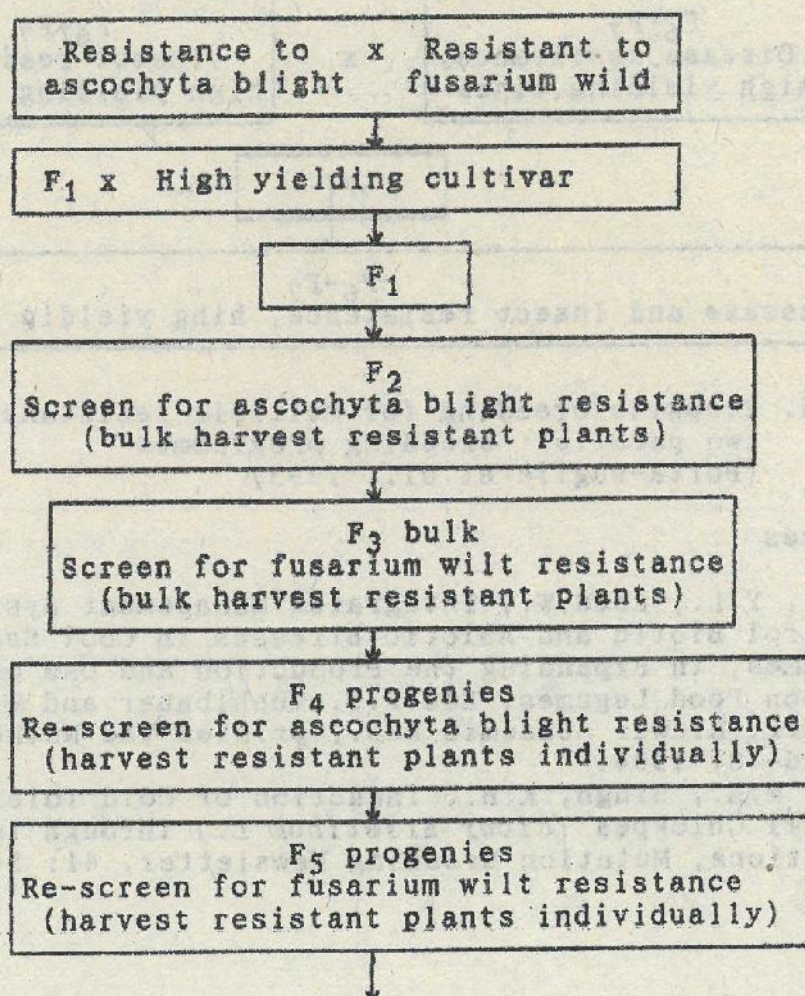 Resistance to x Resistant to
ascochyta blight fusarium wild
F1 x High yielding cultivar
F1
F2
Screen for ascochyta blight resistance
(bulk harvest resistant plants)
F3 bulk
Screen for fusarium wilt resistance
(bulk harvest resistant plants)
F4 progenies
Re-screen for ascochyta blight resistance
(harvest resistant plants individually)
F5 progenies
Re-screen for fusarium wilt resistance
(harvest resistant plants individually)